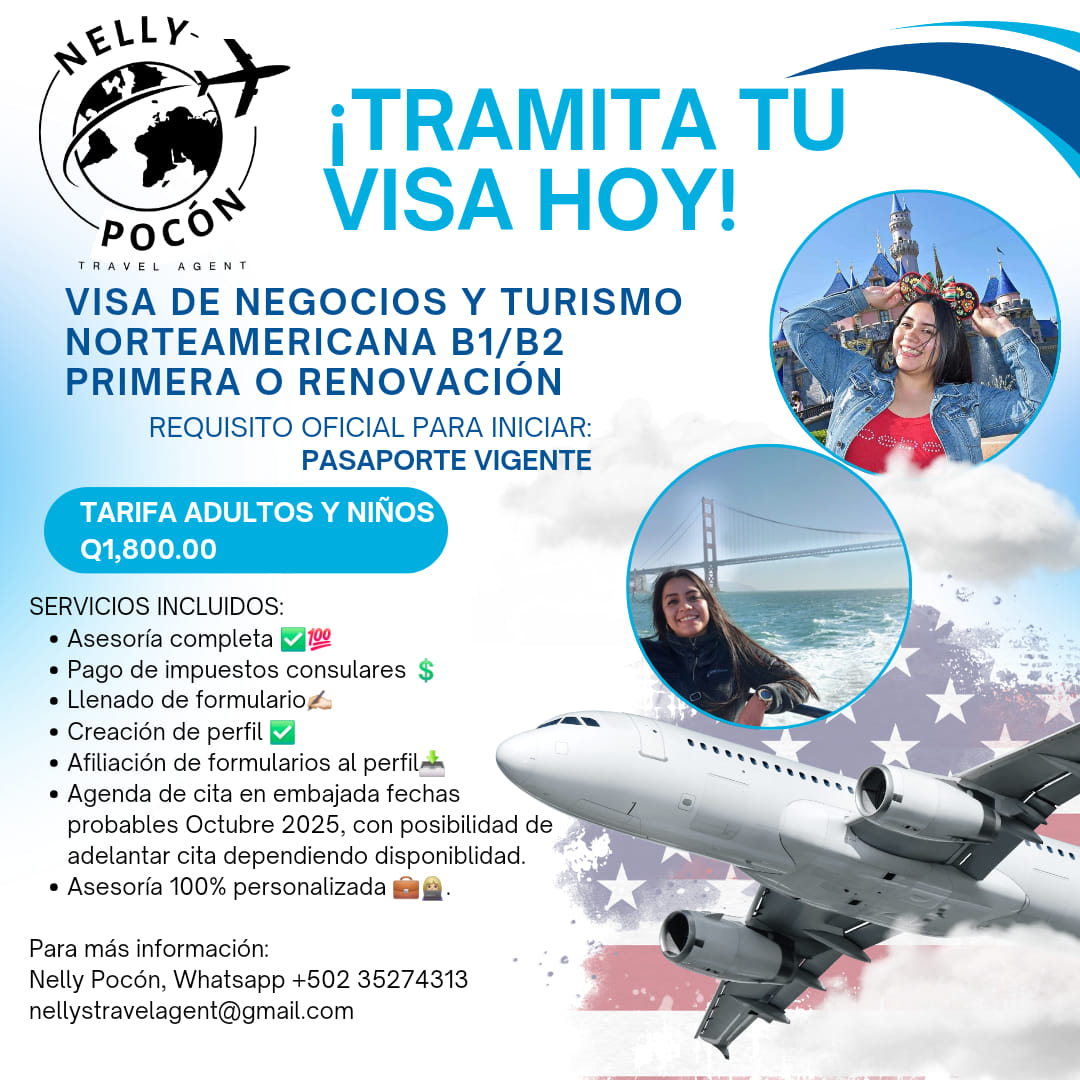 NELLY-
POCÓN
TRAVEL AGENT
¡TRAMITA TU
VISA HOY!
VISA DE NEGOCIOS Y TURISMO
NORTEAMERICANA B1/B2
PRIMERA O RENOVACIÓN
REQUISITO OFICIAL PARA INICIAR:
PASAPORTE VIGENTE
TARIFA ADULTOS Y NIÑOS
Q1,800.00
SERVICIOS INCLUIDOS:
• Asesoría completa ✅💯
• Pago de impuestos consulares 💲
• Llenado de formulario✍🏼
• Creación de perfil ✅
• Afiliación de formularios al perfil📥
• Agenda de cita en embajada fechas
probables Octubre 2025, con posibilidad de
adelantar cita dependiendo disponiblidad.
• Asesoría 100% personalizada 💼👩🏼‍💻.
Para más información:
Nelly Pocón, Whatsapp +502 35274313
nellystravelagent@gmail.com